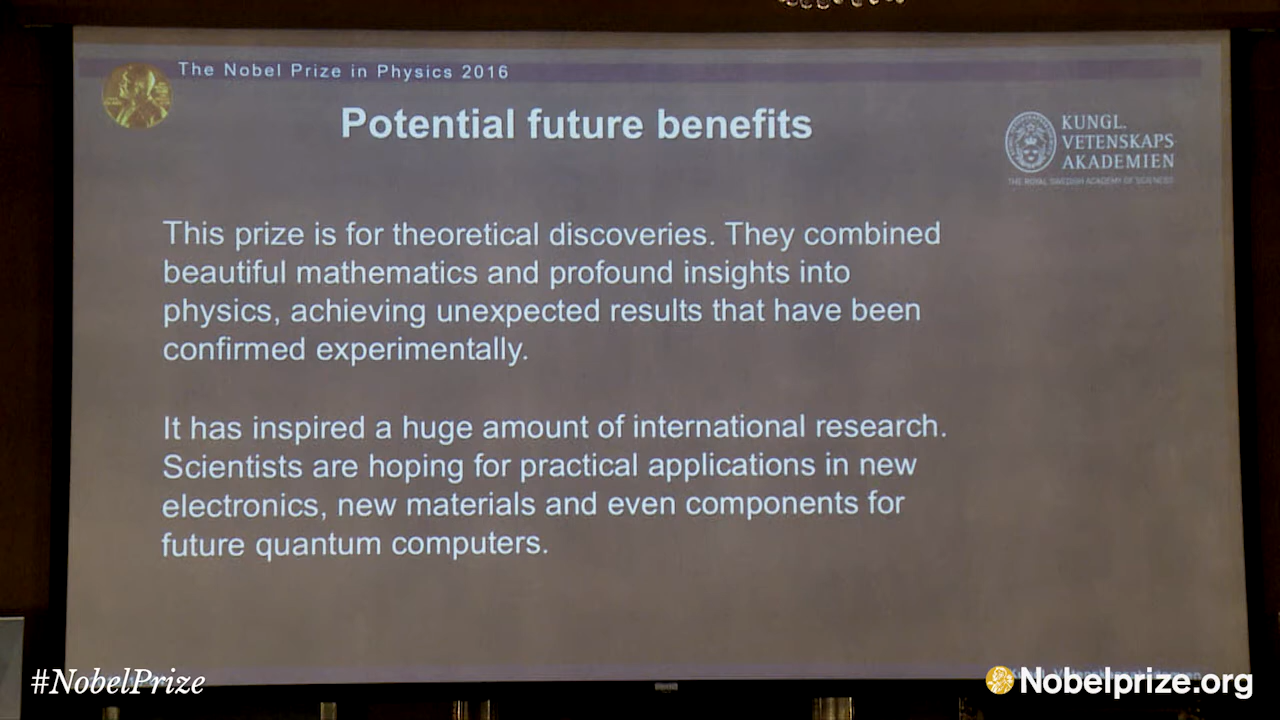 The Nobel Prize in Physics 2016
Potential future benefits
KUNGL.
VETENSKAPS
AKADEMIEN
THE ROYAL SWEDISH ACADEMY OF SCIENCES
This prize is for theoretical discoveries. They combined
beautiful mathematics and profound insights into
physics, achieving unexpected results that have been
confirmed experimentally.
It has inspired a huge amount of international research.
Scientists are hoping for practical applications in new
electronics, new materials and even components for
future quantum computers.
#NobelPrize
Nobelprize.org